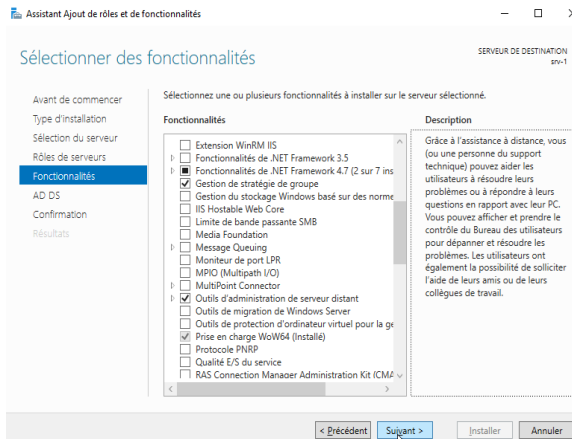 Assistant Ajout de rôles et de fonctionnalités
Sélectionner des fonctionnalités
SERVEUR DE DESTINATION
srv-1
Avant de commencer
Type d'installation
Sélection du serveur
Rôles de serveurs
Fonctionnalités
AD DS
Confirmation
Résultats
Sélectionnez une ou plusieurs fonctionnalités à installer sur le serveur sélectionné.
Fonctionnalités
Extension WinRM IIS
Fonctionnalités de .NET Framework 3.5
Fonctionnalités de .NET Framework 4.7 (2 sur 7 ins
Gestion de stratégie de groupe
Gestion du stockage Windows basé sur des norme
IIS Hostable Web Core
Limite de bande passante SMB
Media Foundation
Message Queuing
Moniteur de port LPR
MPIO (Multipath I/O)
MultiPoint Connector
Outils d'administration de serveur distant
Outils de migration de Windows Server
Outils de protection d'ordinateur virtuel pour la ge
Prise en charge WoW64 (Installé)
Protocole PNRP
Qualité E/S du service
RAS Connection Manager Administration Kit (CMA
Description
Grâce à l'assistance à distance, vous
(ou une personne du support
technique) pouvez aider les
utilisateurs à résoudre leurs
problèmes ou à répondre à leurs
questions en rapport avec leur PC.
Vous pouvez afficher et prendre le
contrôle du Bureau des utilisateurs
pour dépanner et résoudre les
problèmes. Les utilisateurs ont
également la possibilité de solliciter
l'aide de leurs amis ou de leurs
collègues de travail.
< Précédent
Suivant >
Installer
Annuler